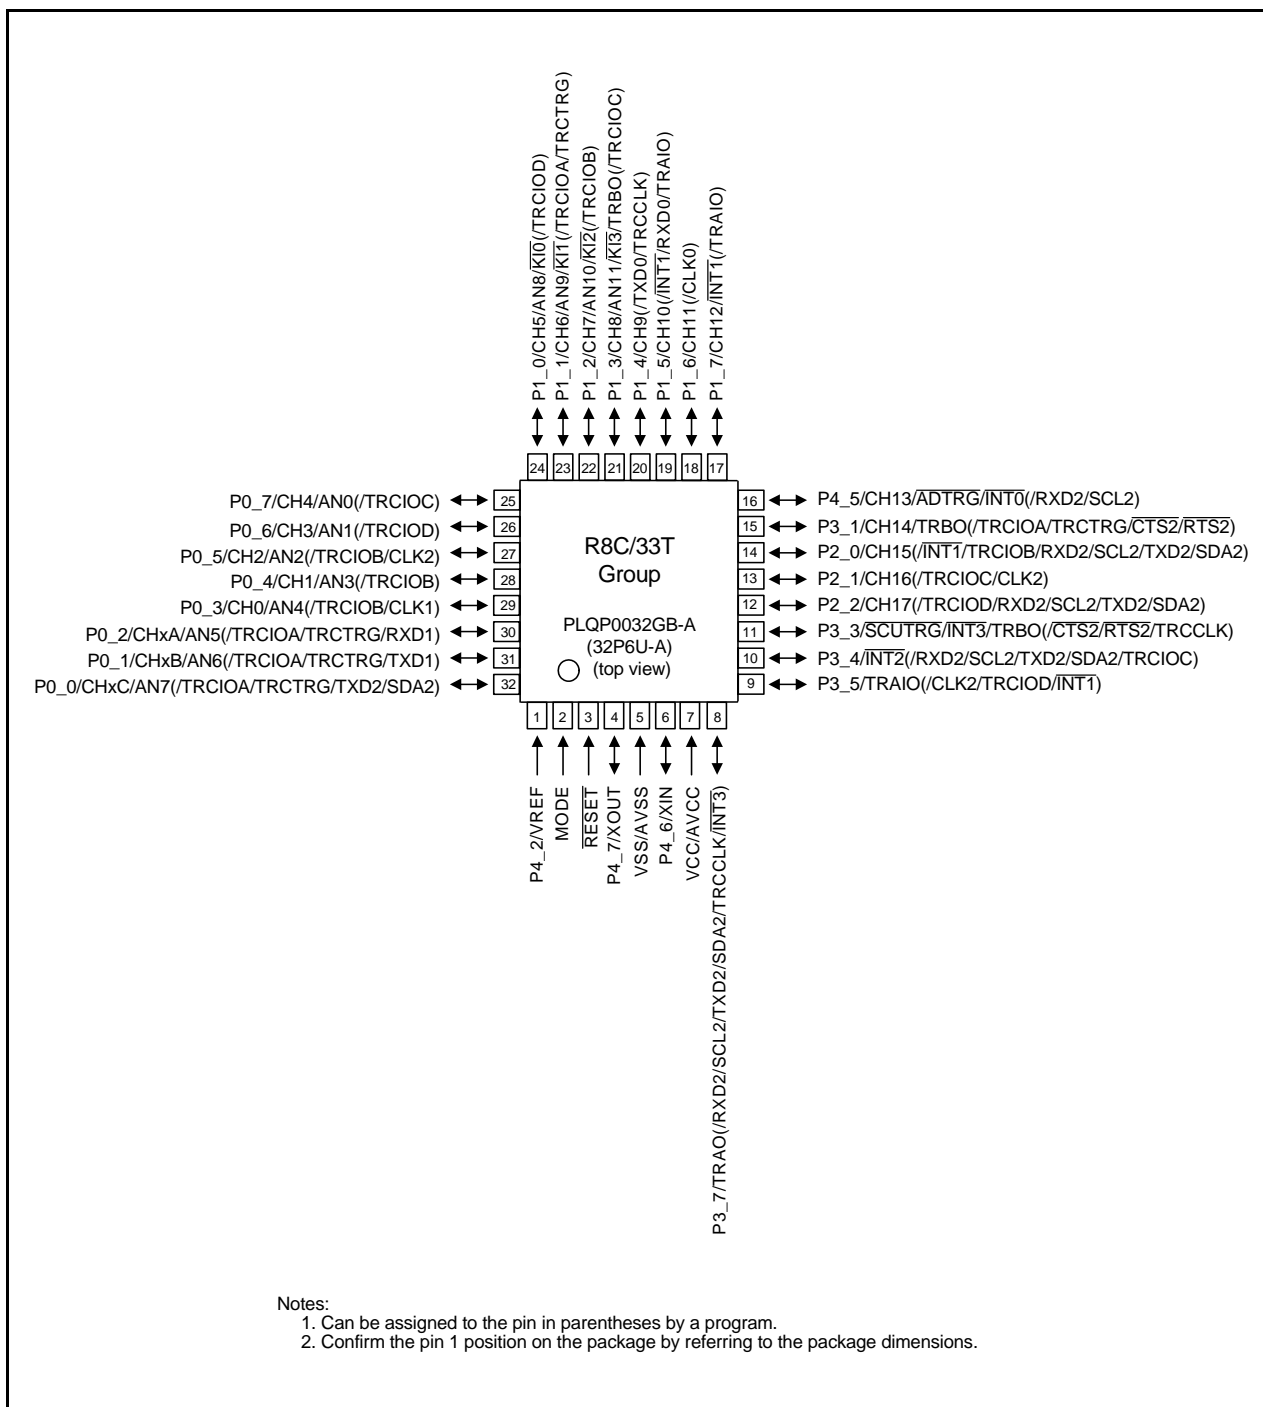 P1_0/CH5/AN8/KI0(/TRCIOD)
P1_1/CH6/AN9/KI1(/TRCIOA/TRCTRG)
P1_2/CH7/AN10/KI2(/TRCIOB)
P1_3/CH8/AN11/KI3/TRBO(/TRCIOC)
P1_4/CH9(/TXD0/TRCCLK)
P1_5/CH10(/INT1/RXD0/TRAIO)
P1_6/CH11(/CLK0)
P1_7/CH12/INT1(/TRAIO)
24 23 22 21 20 19 18 17
P0_7/CH4/AN0(/TRCIOC) 25
P0_6/CH3/AN1(/TRCIOD) 26
P0_5/CH2/AN2(/TRCIOB/CLK2) 27
P0_4/CH1/AN3(/TRCIOB) 28
P0_3/CH0/AN4(/TRCIOB/CLK1) 29
P0_2/CHxA/AN5(/TRCIOA/TRCTRG/RXD1) 30
P0_1/CHxB/AN6(/TRCIOA/TRCTRG/TXD1) 31
P0_0/CHxC/AN7(/TRCIOA/TRCTRG/TXD2/SDA2) 32
R8C/33T
Group
PLQP0032GB-A
(32P6U-A)
(top view)
16 P4_5/CH13/ADTRG/INT0(/RXD2/SCL2)
15 P3_1/CH14/TRBO(/TRCIOA/TRCTRG/CTS2/RTS2)
14 P2_0/CH15(/INT1/TRCIOB/RXD2/SCL2/TXD2/SDA2)
13 P2_1/CH16(/TRCIOC/CLK2)
12 P2_2/CH17(/TRCIOD/RXD2/SCL2/TXD2/SDA2)
11 P3_3/SCUTRG/INT3/TRBO(/CTS2/RTS2/TRCCLK)
10 P3_4/INT2(/RXD2/SCL2/TXD2/SDA2/TRCIOC)
9 P3_5/TRAIO(/CLK2/TRCIOD/INT1)
1 2 3 4 5 6 7 8
P4_2/VREF
MODE
RESET
P4_7/XOUT
VSS/AVSS
P4_6/XIN
VCC/AVCC
P3_7/TRAO(/RXD2/SCL2/TXD2/SDA2/TRCCLK/INT3)
Notes:
1. Can be assigned to the pin in parentheses by a program.
2. Confirm the pin 1 position on the package by referring to the package dimensions.